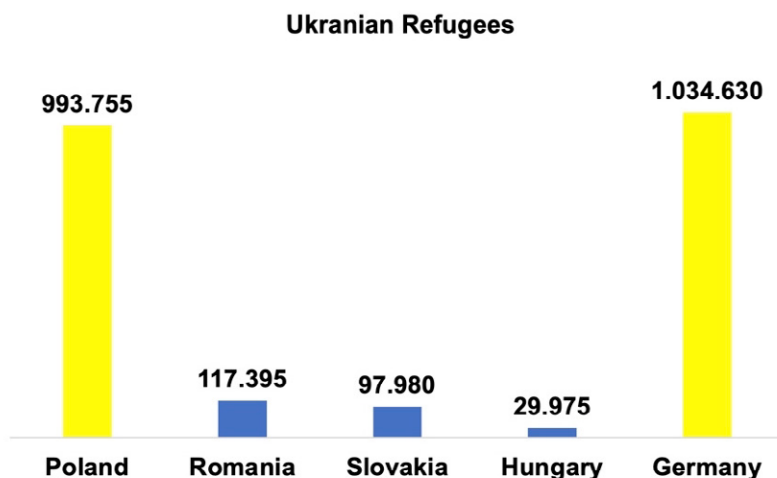 Ukranian Refugees
993.755
117.395
97.980
29.975
1.034.630
Poland
Romania
Slovakia
Hungary
Germany